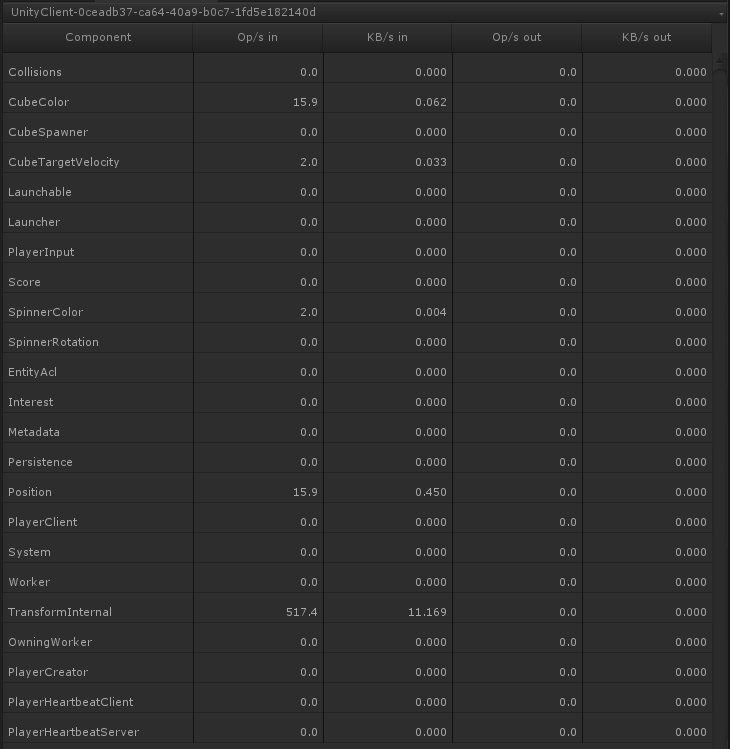 UnityClient-0ceadb37-ca64-40a9-b0c7-1fd5e182140d
Component Op/s in KB/s in Op/s out KB/s out
Collisions 0.0 0.000 0.0 0.000
CubeColor 15.9 0.062 0.0 0.000
CubeSpawner 0.0 0.000 0.0 0.000
CubeTargetVelocity 2.0 0.033 0.0 0.000
Launchable 0.0 0.000 0.0 0.000
Launcher 0.0 0.000 0.0 0.000
PlayerInput 0.0 0.000 0.0 0.000
Score 0.0 0.000 0.0 0.000
SpinnerColor 2.0 0.004 0.0 0.000
SpinnerRotation 0.0 0.000 0.0 0.000
EntityAcl 0.0 0.000 0.0 0.000
Interest 0.0 0.000 0.0 0.000
Metadata 0.0 0.000 0.0 0.000
Persistence 0.0 0.000 0.0 0.000
Position 15.9 0.450 0.0 0.000
PlayerClient 0.0 0.000 0.0 0.000
System 0.0 0.000 0.0 0.000
Worker 0.0 0.000 0.0 0.000
TransformInternal 517.4 11.169 0.0 0.000
OwningWorker 0.0 0.000 0.0 0.000
PlayerCreator 0.0 0.000 0.0 0.000
PlayerHeartbeatClient 0.0 0.000 0.0 0.000
PlayerHeartbeatServer 0.0 0.000 0.0 0.000